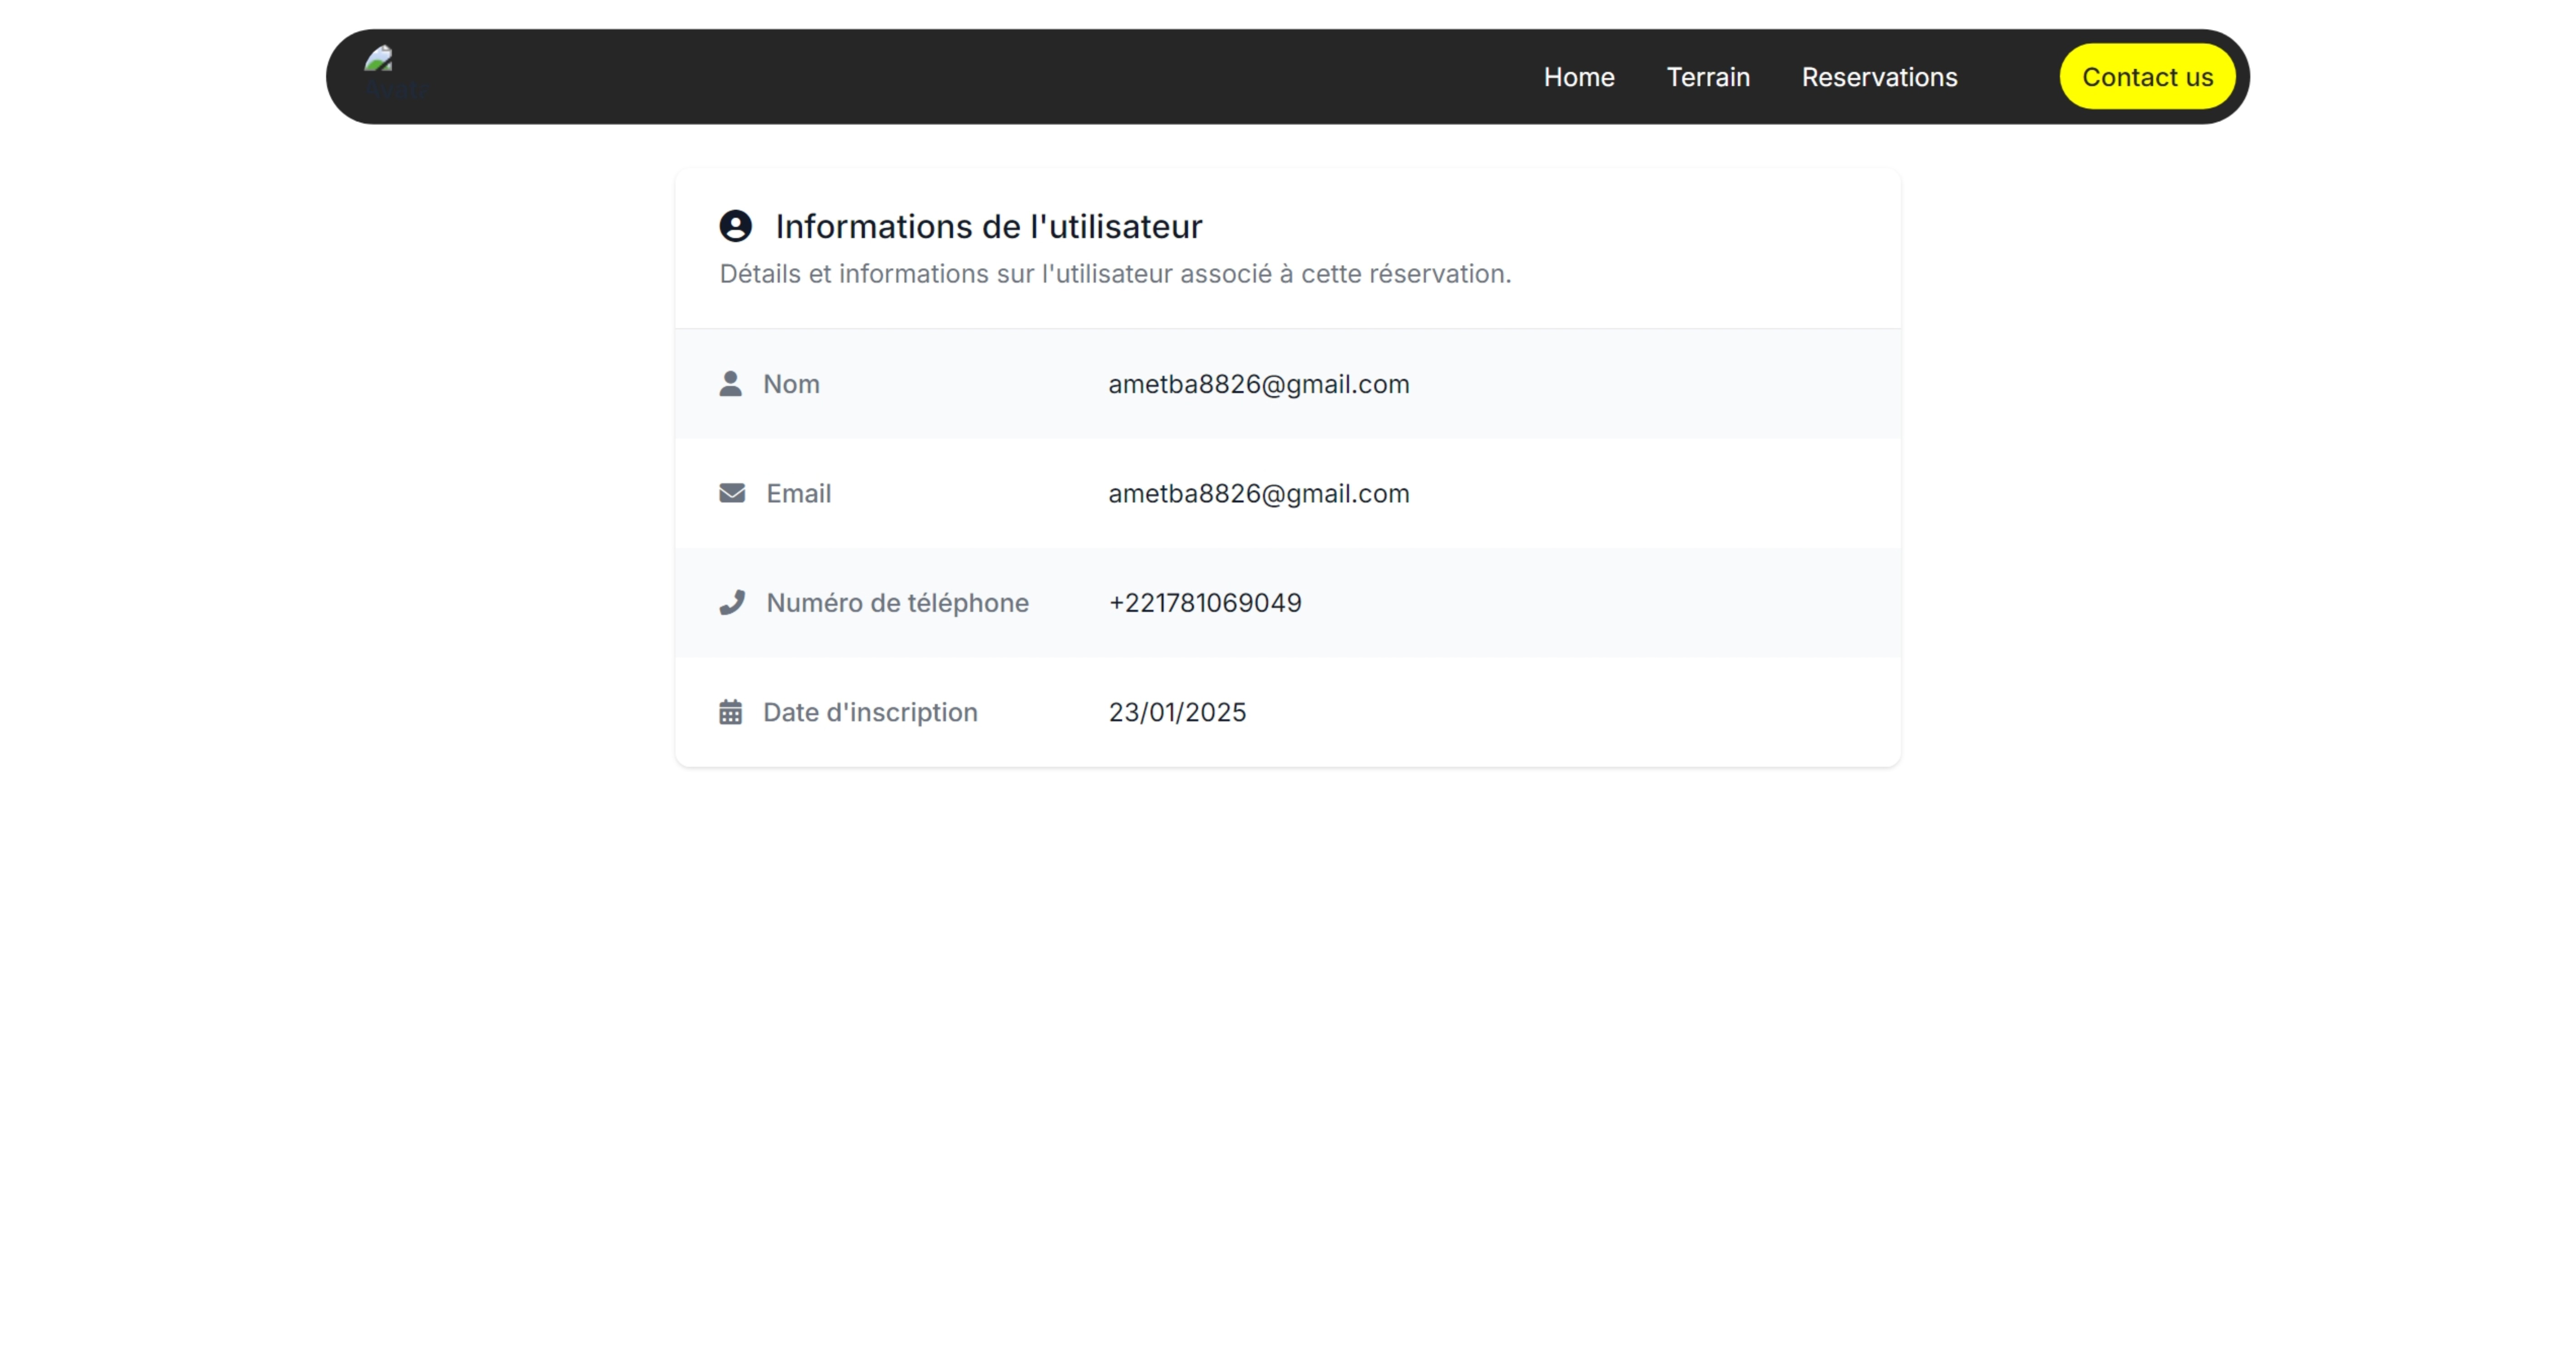 Home Terrain Reservations Contact us
Informations de l'utilisateur
Détails et informations sur l'utilisateur associé à cette réservation.
Nom ametba8826@gmail.com
Email ametba8826@gmail.com
Numéro de téléphone +221781069049
Date d'inscription 23/01/2025